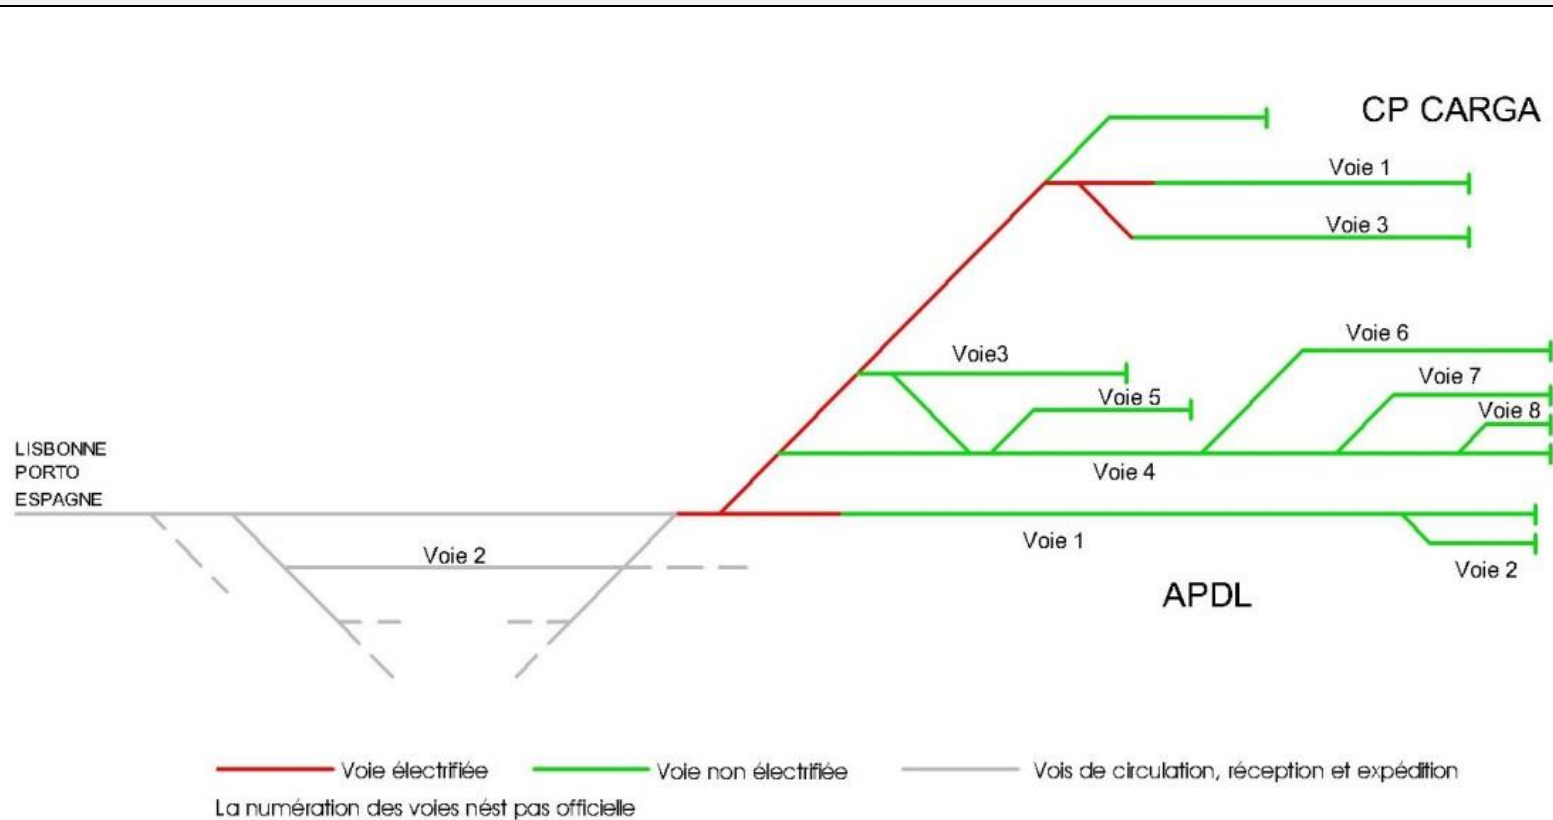 CP CARGA
Voie 1
Voie 3
Voie 6
Voie3
Voie 7
Voie 5
Voie 8
LISBONNE
PORTO
ESPAGNE
Voie 4
Voie 1
Voie 2
Voie 2
APDL
Voie électrifiée
Voie non électrifiée
Vois de circulation, réception et expédition
La numération des voies nést pas officielle